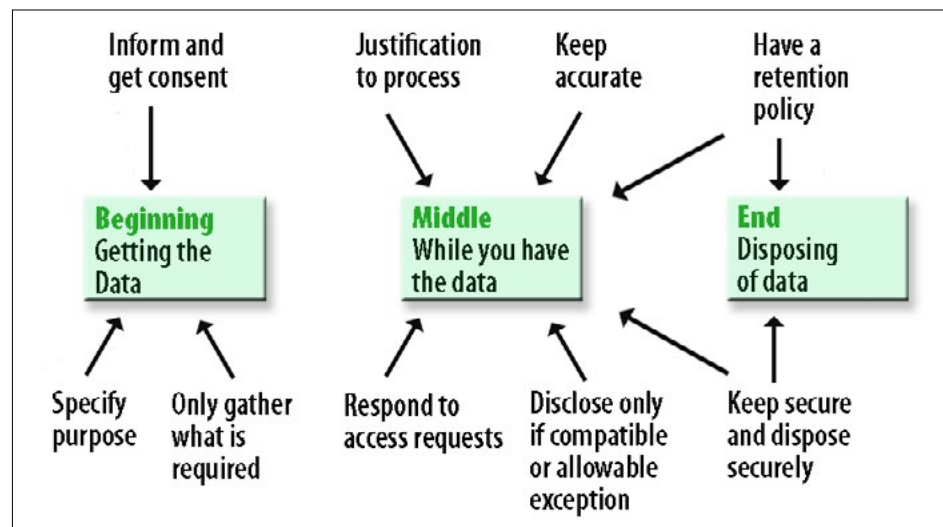 Inform and
get consent
Justification
to process
Keep
accurate
Have a
retention
policy
Beginning
Getting the
Data
Middle
While you have
the data
End
Disposing
of data
Specify
purpose
Only gather
what is
required
Respond to
access requests
Disclose only
if compatible
or allowable
exception
Keep secure
and dispose
securely